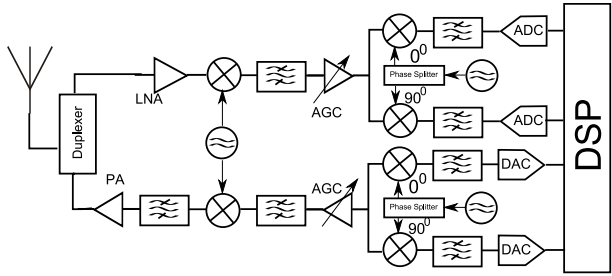 LNA
AGC
0⁰
Phase Splitter
90⁰
ADC
ADC
Duplexer
DSP
PA
AGC
0⁰
Phase Splitter
90⁰
DAC
DAC